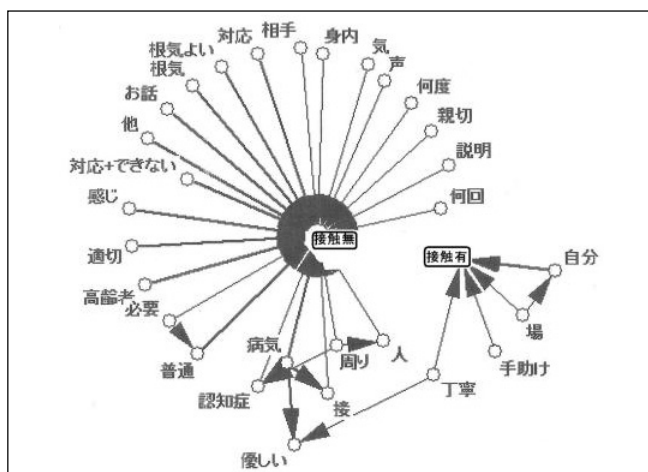 相手
身内
対応
根気よい
気
声
根気
何度
お話
親切
他
説明
対応+できない
何回
感じ
接触無
接触有
自分
適切
高齢者
必要
場
病気
周り
人
普通
手助け
認知症
接
丁寧
優しい